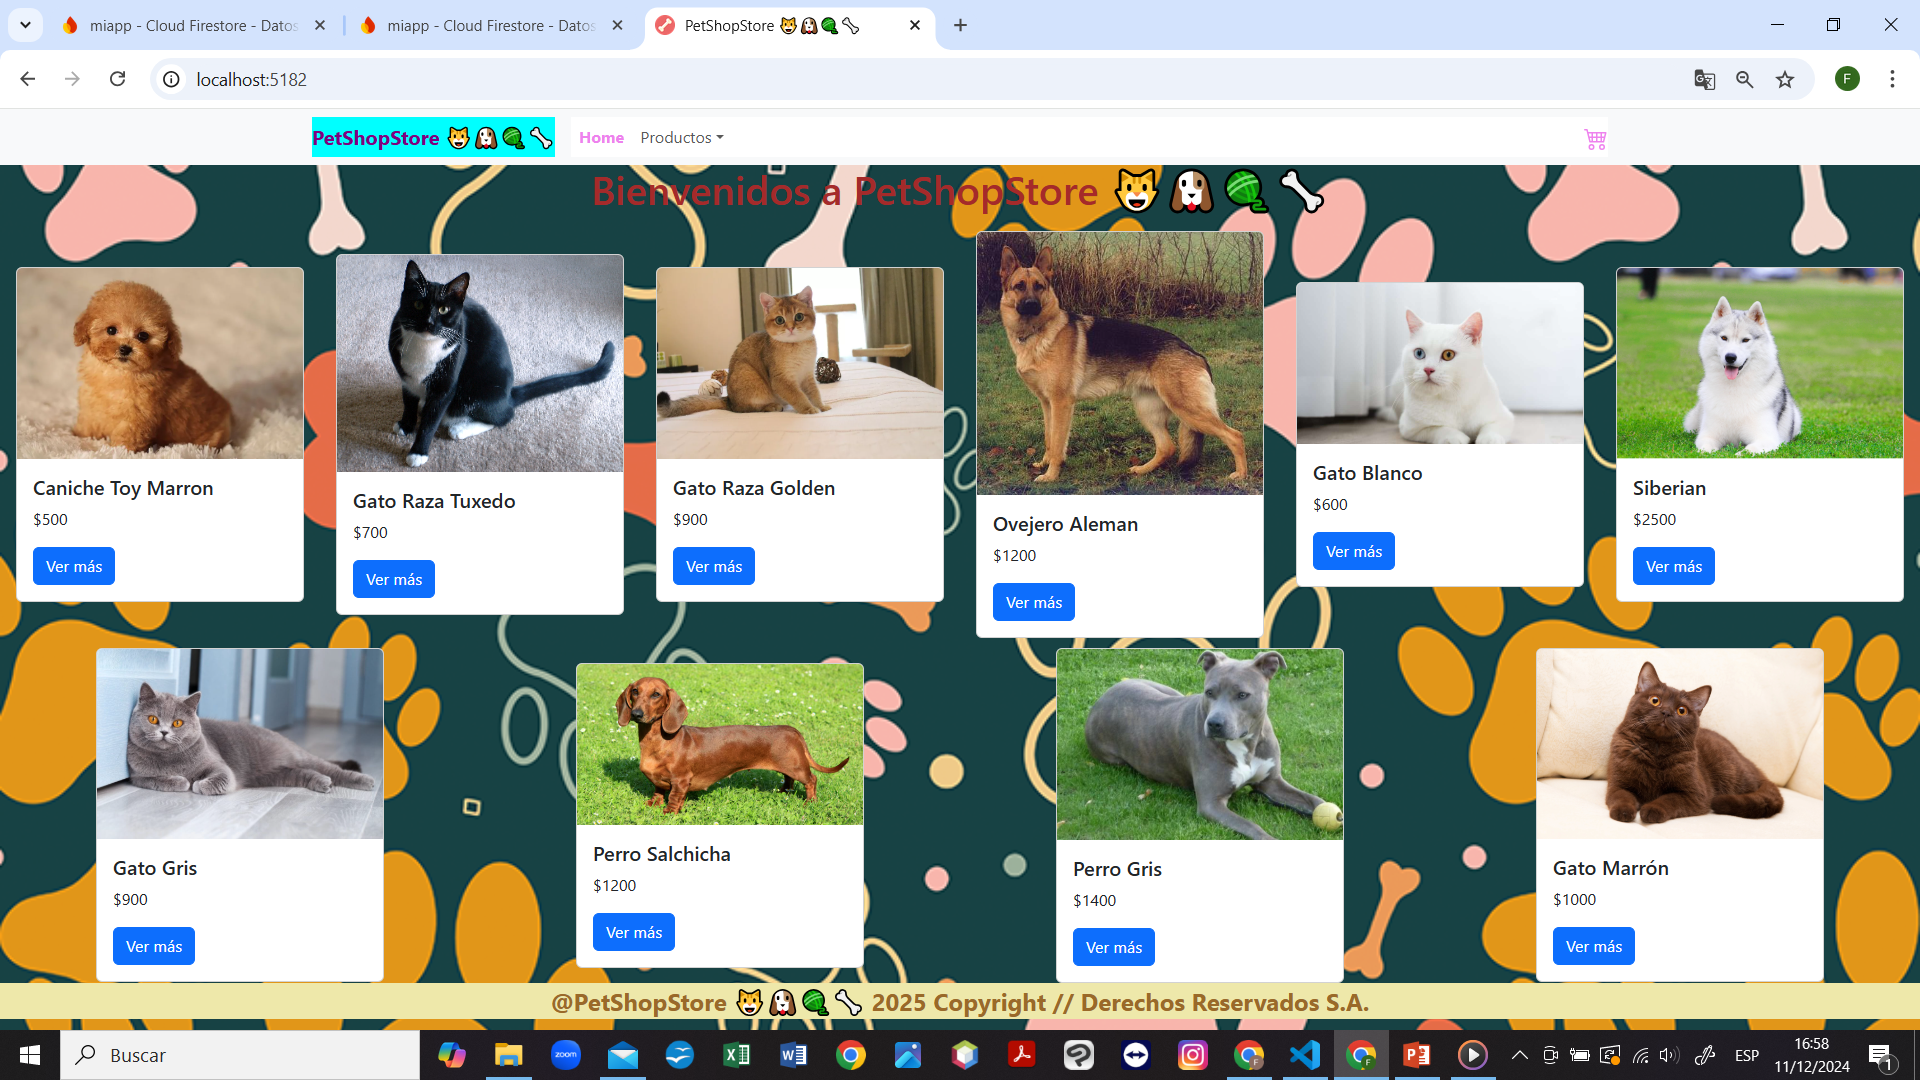 miapp - Cloud Firestore - Datos
miapp - Cloud Firestore - Datos
PetShopStore 🐱🐶🧶🦴
localhost:5182
F
PetShopStore 🐱🐶🧶🦴
Home
Productos
Bienvenidos a PetShopStore 🐱🐶🧶🦴
Caniche Toy Marron
$500
Ver más
Gato Raza Tuxedo
$700
Ver más
Gato Raza Golden
$900
Ver más
Ovejero Aleman
$1200
Ver más
Gato Blanco
$600
Ver más
Siberian
$2500
Ver más
Gato Gris
$900
Ver más
Perro Salchicha
$1200
Ver más
Perro Gris
$1400
Ver más
Gato Marrón
$1000
Ver más
@PetShopStore 🐱🐶🧶🦴 2025 Copyright // Derechos Reservados S.A.
Buscar
zoom
ESP
16:58
11/12/2024
1